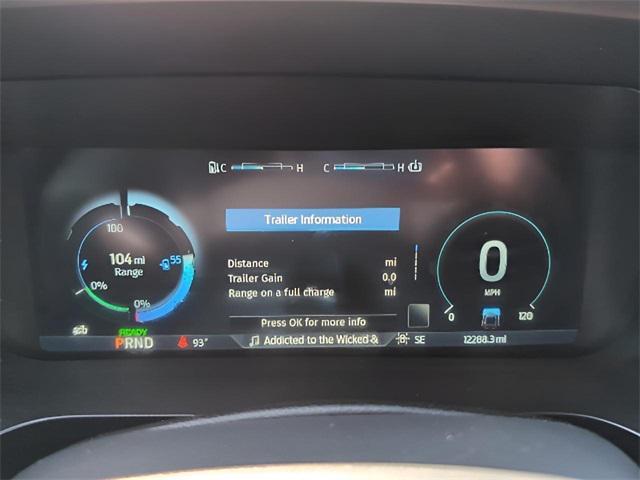 C H C H
Trailer Information
100
104 mi
Range
55
0%
0%
Distance mi
Trailer Gain 0.0
Range on a full charge mi
Press OK for more info
0
MPH
0 120
READY
PRND 93° Addicted to the Wicked & SE 12288.3 mi